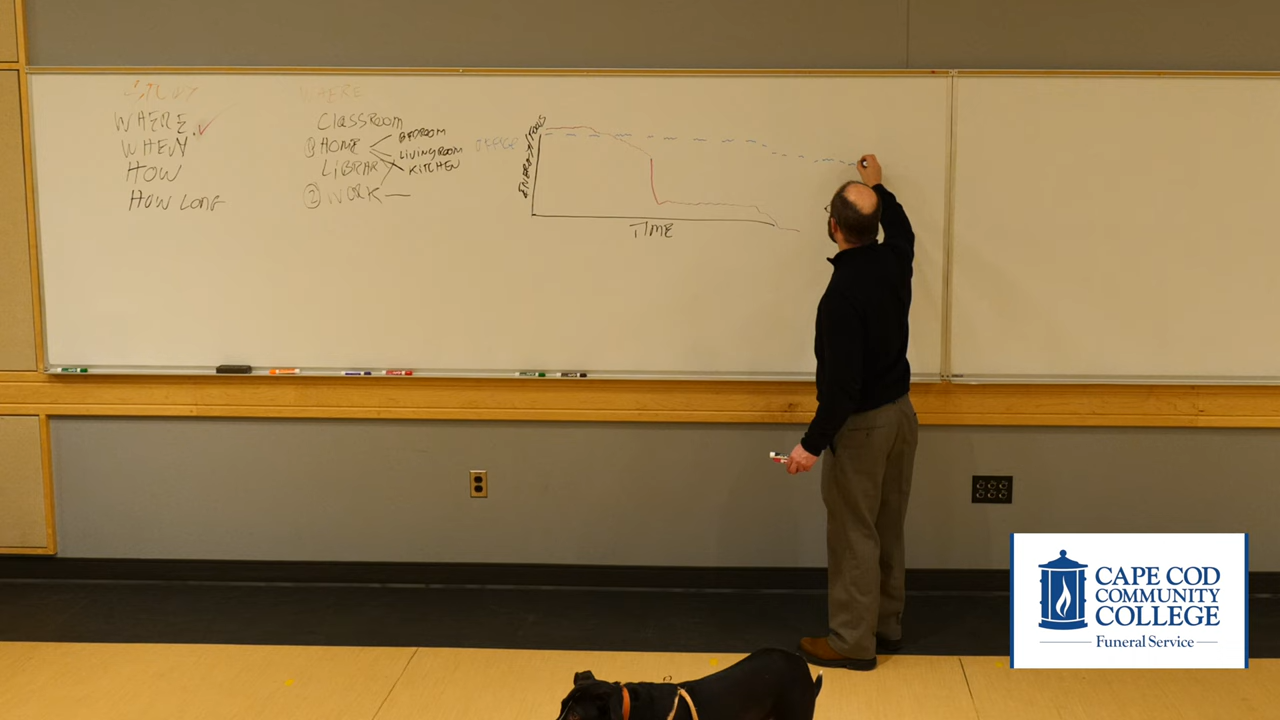 STUDY
WHERE
WHEN
HOW
HOW LONG
WHERE
Classroom
① HOME
BEDROOM
LIVINGROOM
KITCHEN
LIBRARY
② WORK
OFFICE
ENERGY/FOCUS
TIME
CAPE COD
COMMUNITY
COLLEGE
Funeral Service